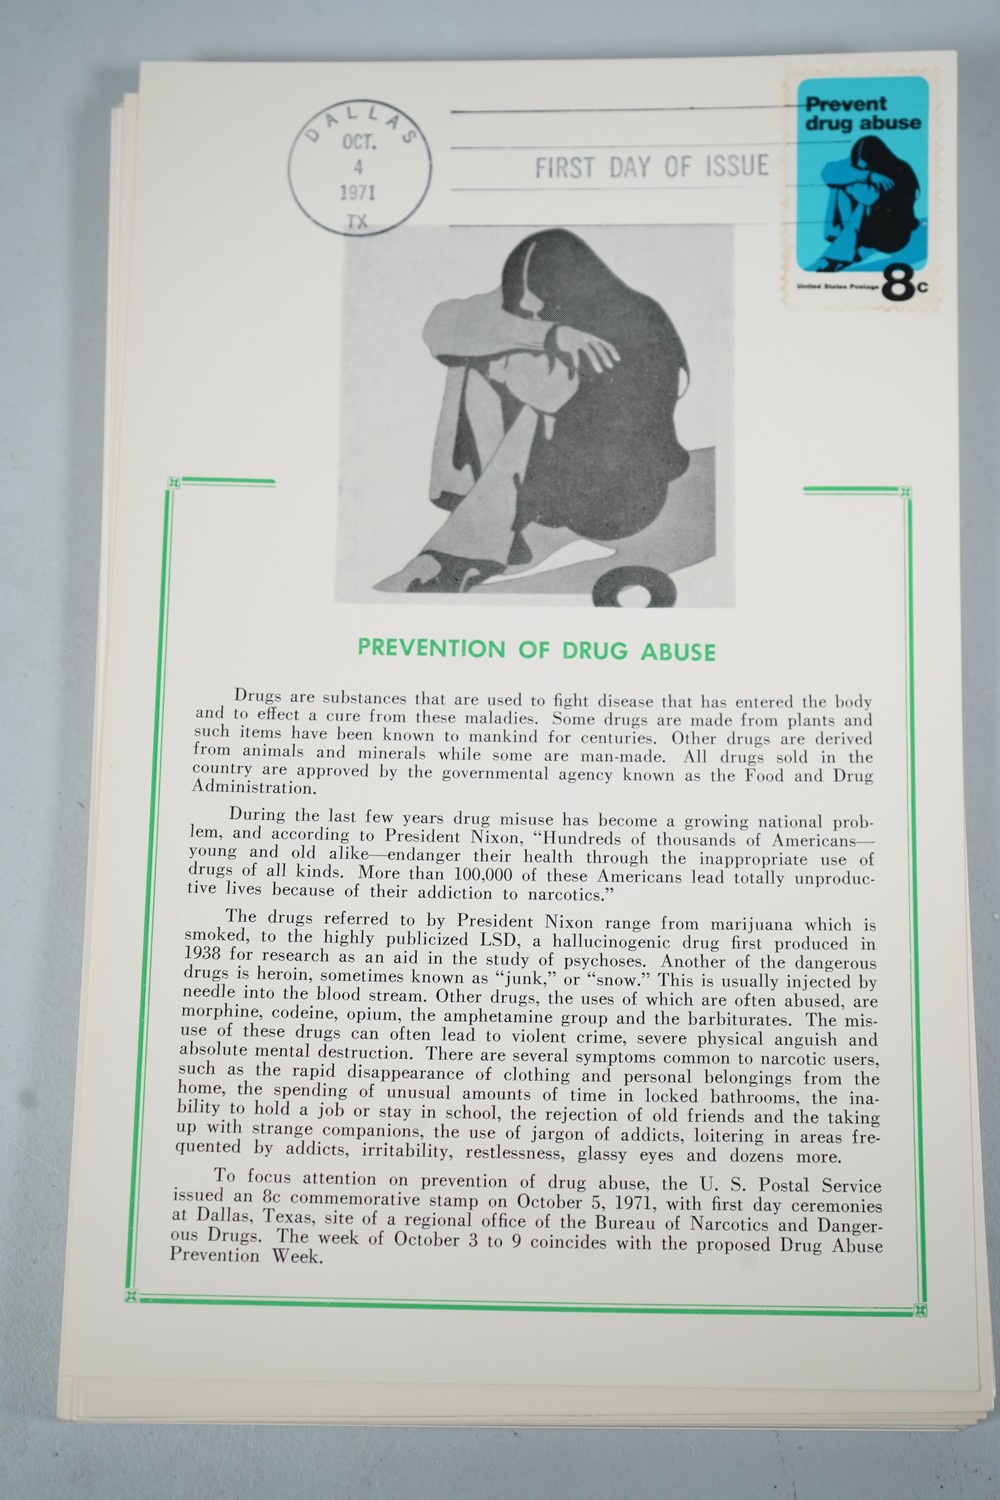 DALLAS
OCT.
4
1971
TX
FIRST DAY OF ISSUE
Prevent
drug abuse
United States Postage 8c
PREVENTION OF DRUG ABUSE
Drugs are substances that are used to fight disease that has entered the body
and to effect a cure from these maladies. Some drugs are made from plants and
such items have been known to mankind for centuries. Other drugs are derived
from animals and minerals while some are man-made. All drugs sold in the
country are approved by the governmental agency known as the Food and Drug
Administration.
During the last few years drug misuse has become a growing national prob-
lem, and according to President Nixon, “Hundreds of thousands of Americans—
young and old alike—endanger their health through the inappropriate use of
drugs of all kinds. More than 100,000 of these Americans lead totally unproduc-
tive lives because of their addiction to narcotics.”
The drugs referred to by President Nixon range from marijuana which is
smoked, to the highly publicized LSD, a hallucinogenic drug first produced in
1938 for research as an aid in the study of psychoses. Another of the dangerous
drugs is heroin, sometimes known as “junk,” or “snow.” This is usually injected by
needle into the blood stream. Other drugs, the uses of which are often abused, are
morphine, codeine, opium, the amphetamine group and the barbiturates. The mis-
use of these drugs can often lead to violent crime, severe physical anguish and
absolute mental destruction. There are several symptoms common to narcotic users,
such as the rapid disappearance of clothing and personal belongings from the
home, the spending of unusual amounts of time in locked bathrooms, the ina-
bility to hold a job or stay in school, the rejection of old friends and the taking
up with strange companions, the use of jargon of addicts, loitering in areas fre-
quented by addicts, irritability, restlessness, glassy eyes and dozens more.
To focus attention on prevention of drug abuse, the U. S. Postal Service
issued an 8c commemorative stamp on October 5, 1971, with first day ceremonies
at Dallas, Texas, site of a regional office of the Bureau of Narcotics and Danger-
ous Drugs. The week of October 3 to 9 coincides with the proposed Drug Abuse
Prevention Week.